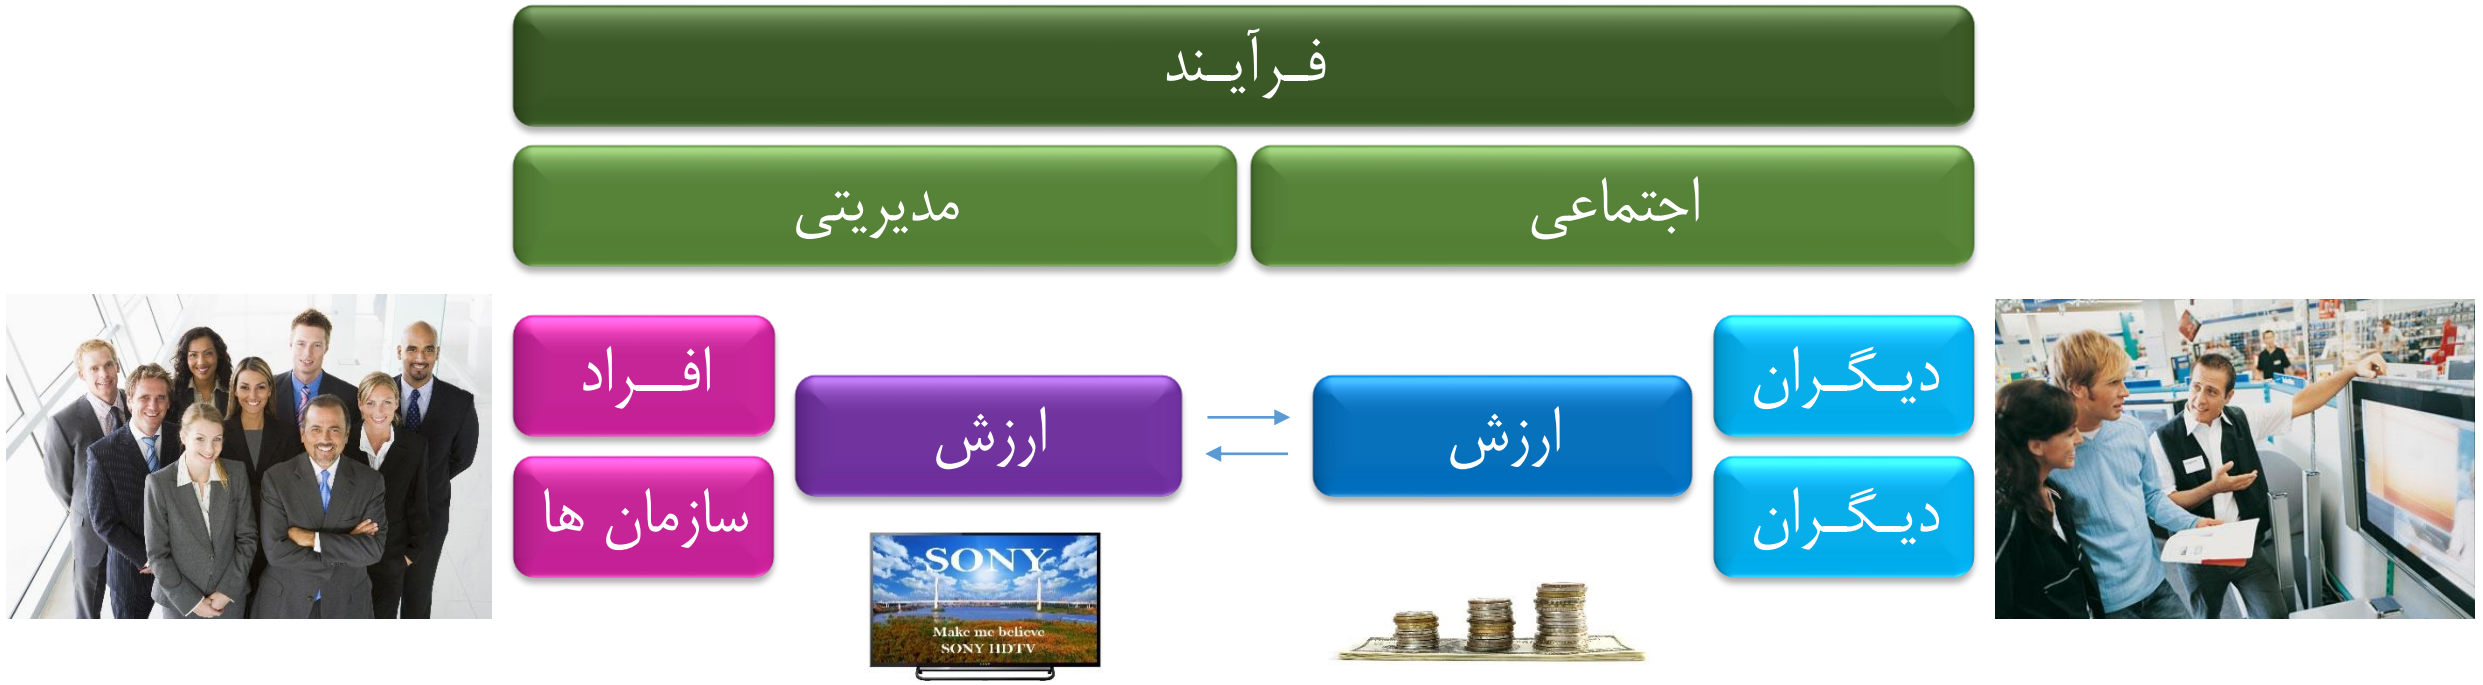 فـرآیـند
اجتماعی
مدیریتی
دیـگـران
دیـگـران
ارزش
ارزش
افـــراد
سازمان ها
SONY
Make me believe
SONY HDTV